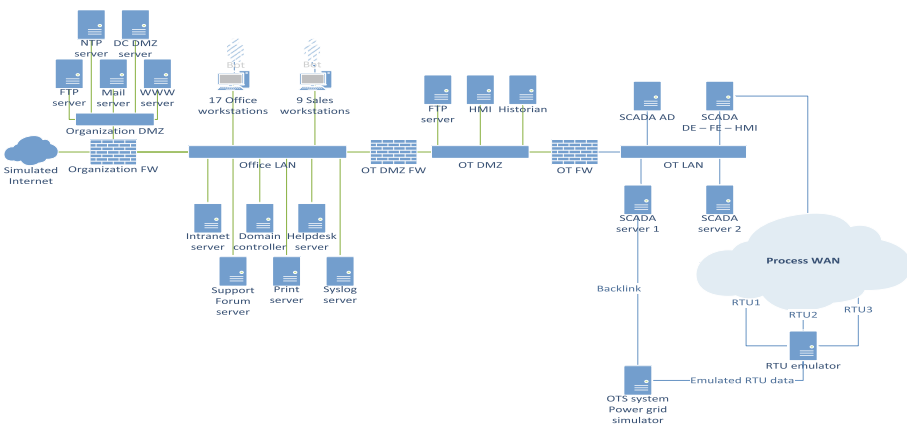 NTP
server
DC DMZ
server
FTP
server
Mail
server
WWW
server
Organization DMZ
Simulated
Internet
Organization FW
Bot
17 Office
workstations
Bot
9 Sales
workstations
Office LAN
Intranet
server
Domain
controller
Helpdesk
server
Support
Forum
server
Print
server
Syslog
server
OT DMZ FW
FTP
server
HMI
Historian
OT DMZ
OT FW
SCADA AD
SCADA
DE – FE – HMI
OT LAN
SCADA
server 1
SCADA
server 2
Process WAN
Backlink
RTU1
RTU2
RTU3
RTU emulator
Emulated RTU data
OTS system
Power grid
simulator